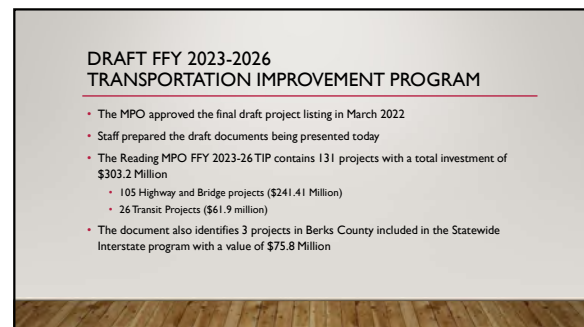 DRAFT FFY 2023-2026
TRANSPORTATION IMPROVEMENT PROGRAM
• The MPO approved the final draft project listing in March 2022
• Staff prepared the draft documents being presented today
• The Reading MPO FFY 2023-26 TIP contains 131 projects with a total investment of
$303.2 Million
• 105 Highway and Bridge projects ($241.41 Million)
• 26 Transit Projects ($61.9 million)
• The document also identifies 3 projects in Berks County included in the Statewide
Interstate program with a value of $75.8 Million